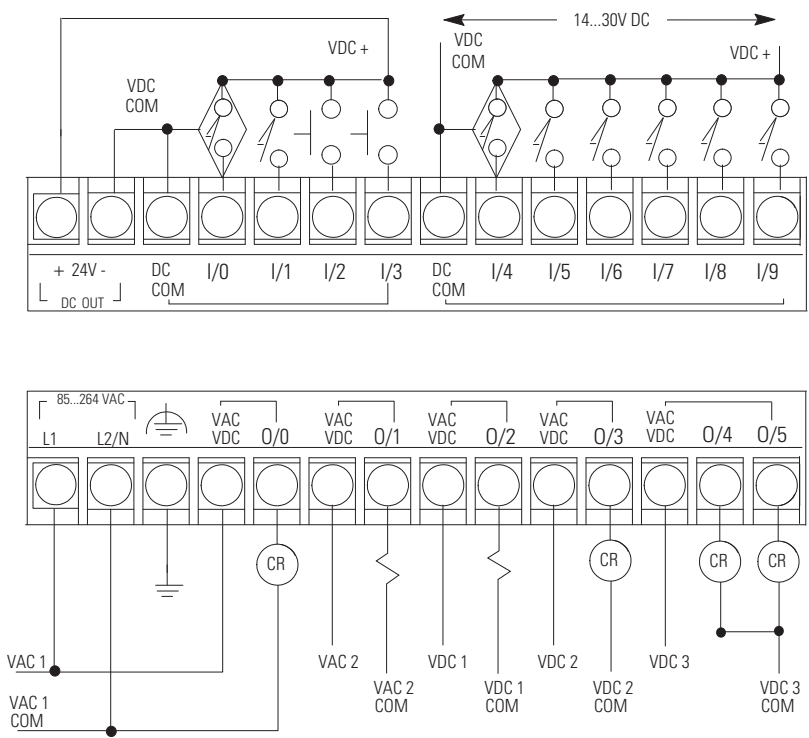 14...30V DC
VDC +
VDC
COM
VDC +
VDC
COM
+ 24V -
DC OUT
DC
COM
I/0
I/1
I/2
I/3
DC
COM
I/4
I/5
I/6
I/7
I/8
I/9
85...264 VAC
L1
L2/N
VAC
VDC
O/0
VAC
VDC
O/1
VAC
VDC
O/2
VAC
VDC
O/3
VAC
VDC
O/4
O/5
CR
CR
CR
CR
VAC 1
VAC 2
VDC 1
VDC 2
VDC 3
VAC 1
COM
VAC 2
COM
VDC 1
COM
VDC 2
COM
VDC 3
COM